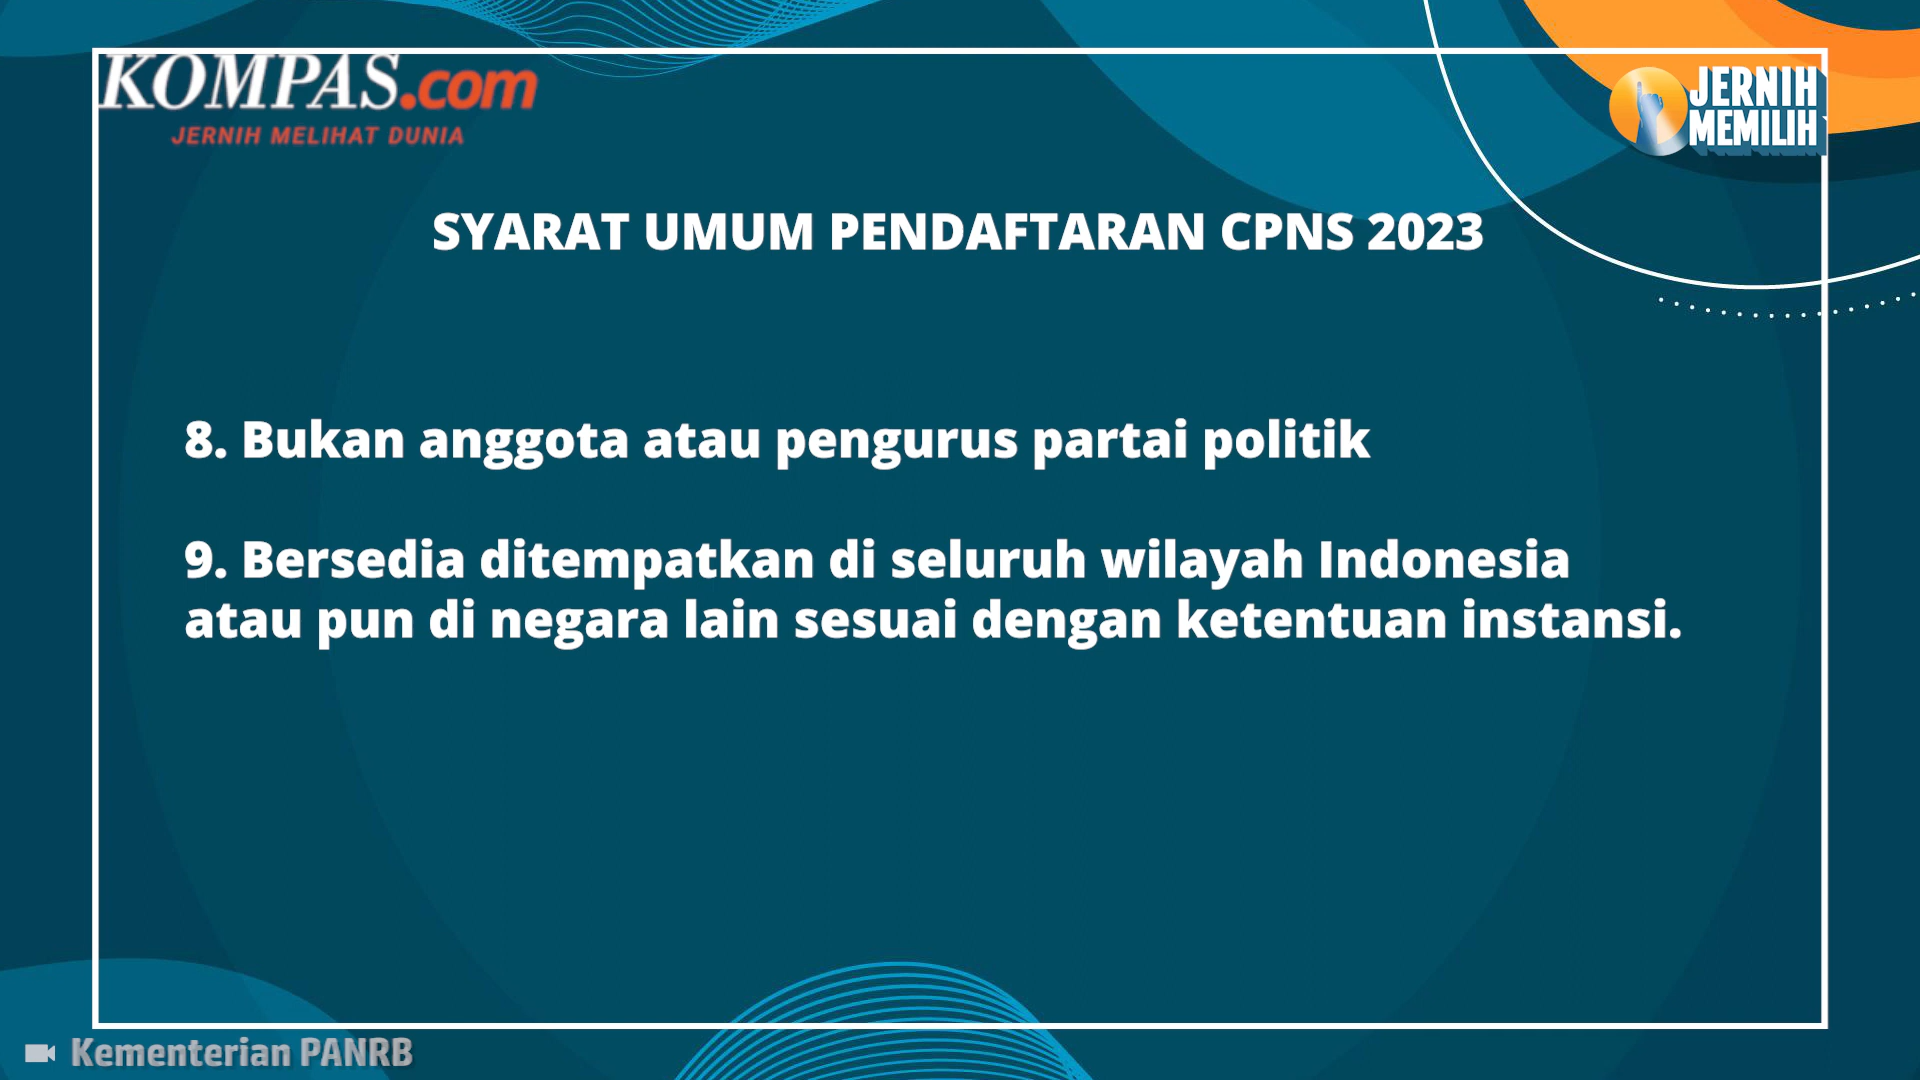 KOMPAS.com
JERNIH MELIHAT DUNIA
JERNIH
MEMILIH
SYARAT UMUM PENDAFTARAN CPNS 2023
8. Bukan anggota atau pengurus partai politik
9. Bersedia ditempatkan di seluruh wilayah Indonesia
atau pun di negara lain sesuai dengan ketentuan instansi.
Kementerian PANRB